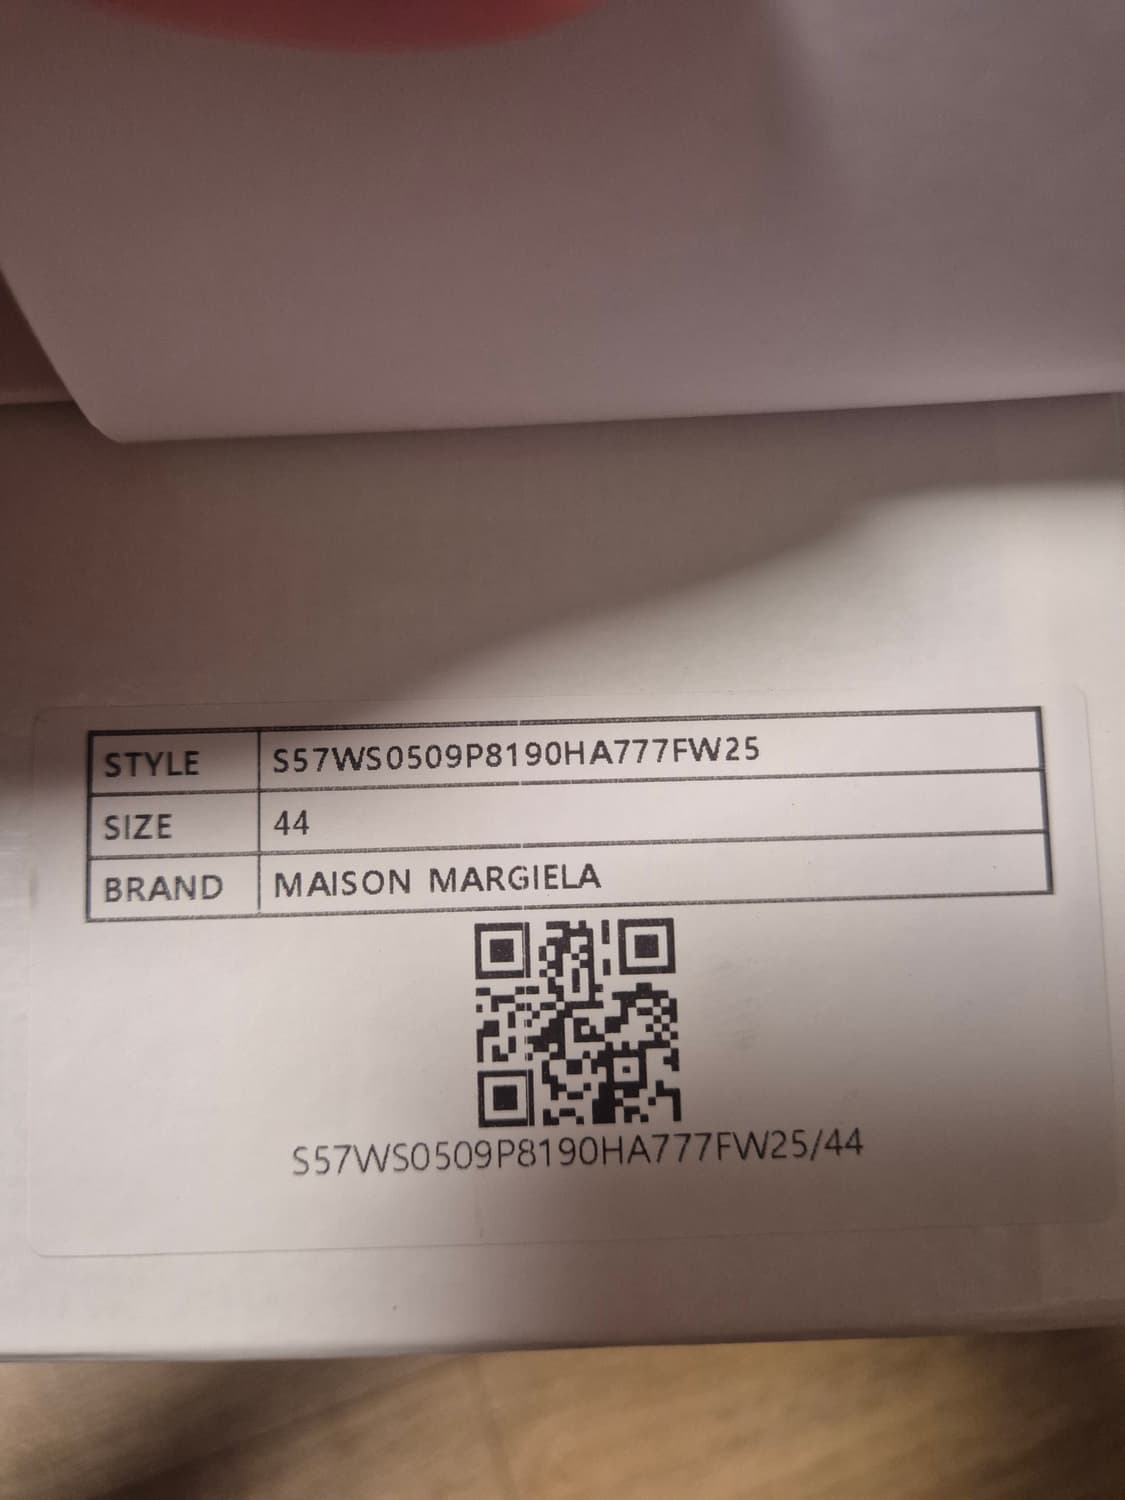 STYLE S57WS0509P8190HA777FW25
SIZE 44
BRAND MAISON MARGIELA
S57WS0509P8190HA777FW25/44